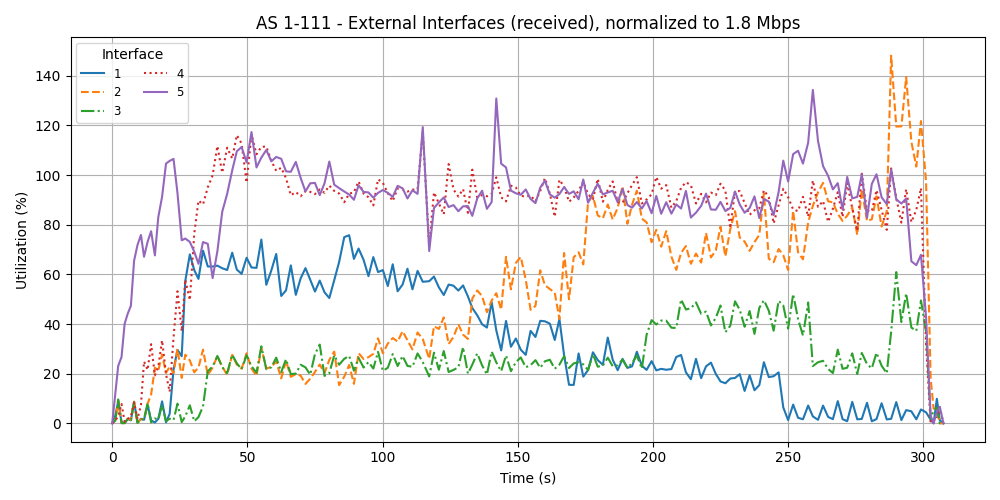 AS 1-111 - External Interfaces (received), normalized to 1.8 Mbps
Interface
1 4
2 5
3
Utilization (%)
140
120
100
80
60
40
20
0
0 50 100 150 200 250 300
Time (s)